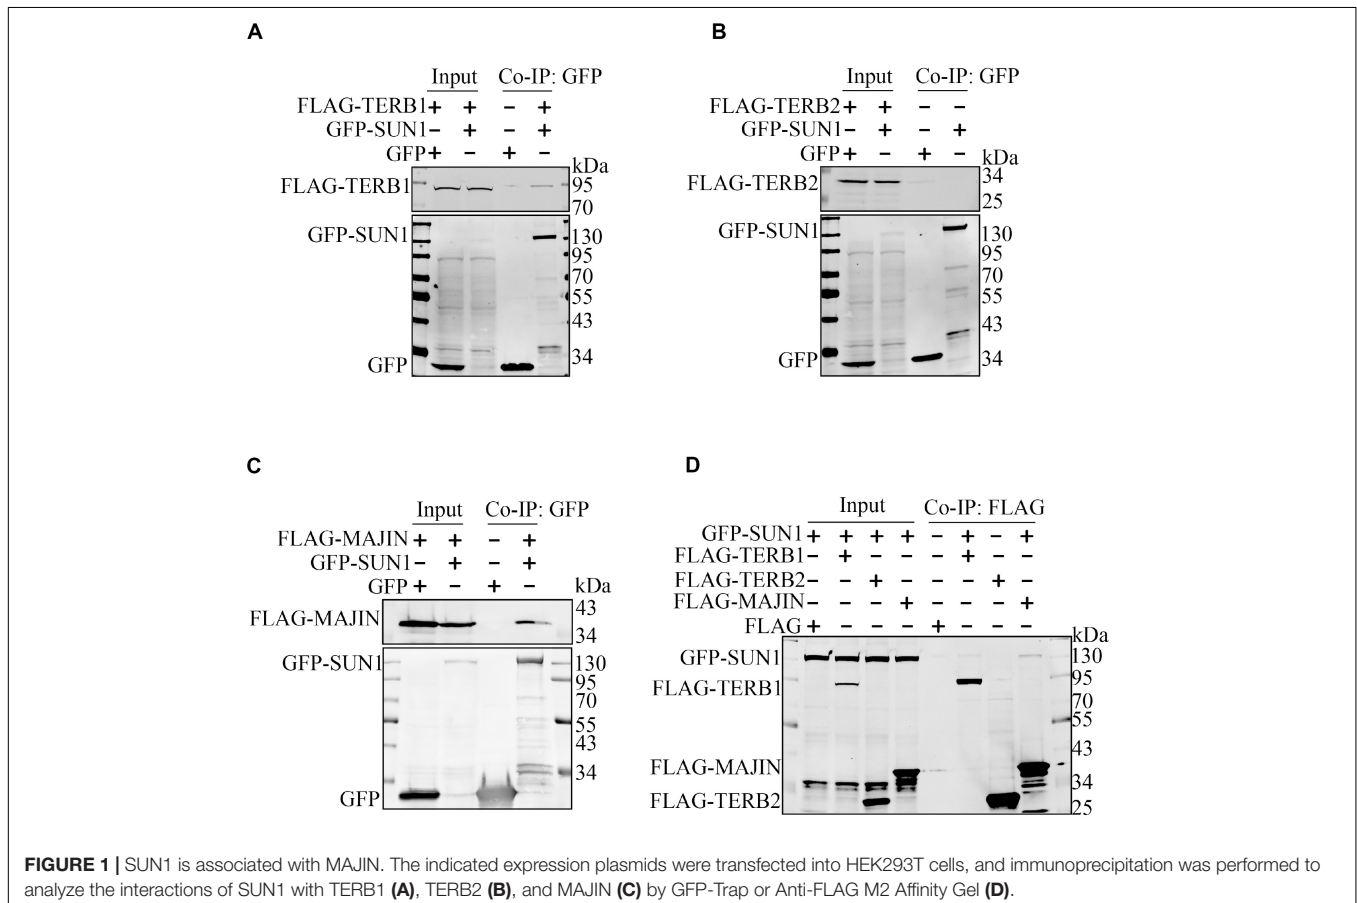 A
Input Co-IP: GFP
FLAG-TERB1 + + – +
GFP-SUN1 – + – +
GFP + – + –
kDa
FLAG-TERB1 95
70
GFP-SUN1 130
95
70
55
43
GFP 34
B
Input Co-IP: GFP
FLAG-TERB2 + + – –
GFP-SUN1 – + – +
GFP + – + –
kDa
34
FLAG-TERB2
25
GFP-SUN1 130
95
70
55
43
GFP 34
C
Input Co-IP: GFP
FLAG-MAJIN + + – +
GFP-SUN1 – + – +
GFP + – + –
kDa
43
FLAG-MAJIN
34
GFP-SUN1 130
95
70
55
43
34
GFP
D
Input Co-IP: FLAG
GFP-SUN1 + + + + – + – +
FLAG-TERB1 – + – – – + – –
FLAG-TERB2 – – + – – – + –
FLAG-MAJIN – – – + – – – +
FLAG + – – – + – – –
kDa
GFP-SUN1 130
95
FLAG-TERB1
70
55
43
FLAG-MAJIN
34
FLAG-TERB2 25
FIGURE 1 | SUN1 is associated with MAJIN. The indicated expression plasmids were transfected into HEK293T cells, and immunoprecipitation was performed to
analyze the interactions of SUN1 with TERB1 (A), TERB2 (B), and MAJIN (C) by GFP-Trap or Anti-FLAG M2 Affinity Gel (D).